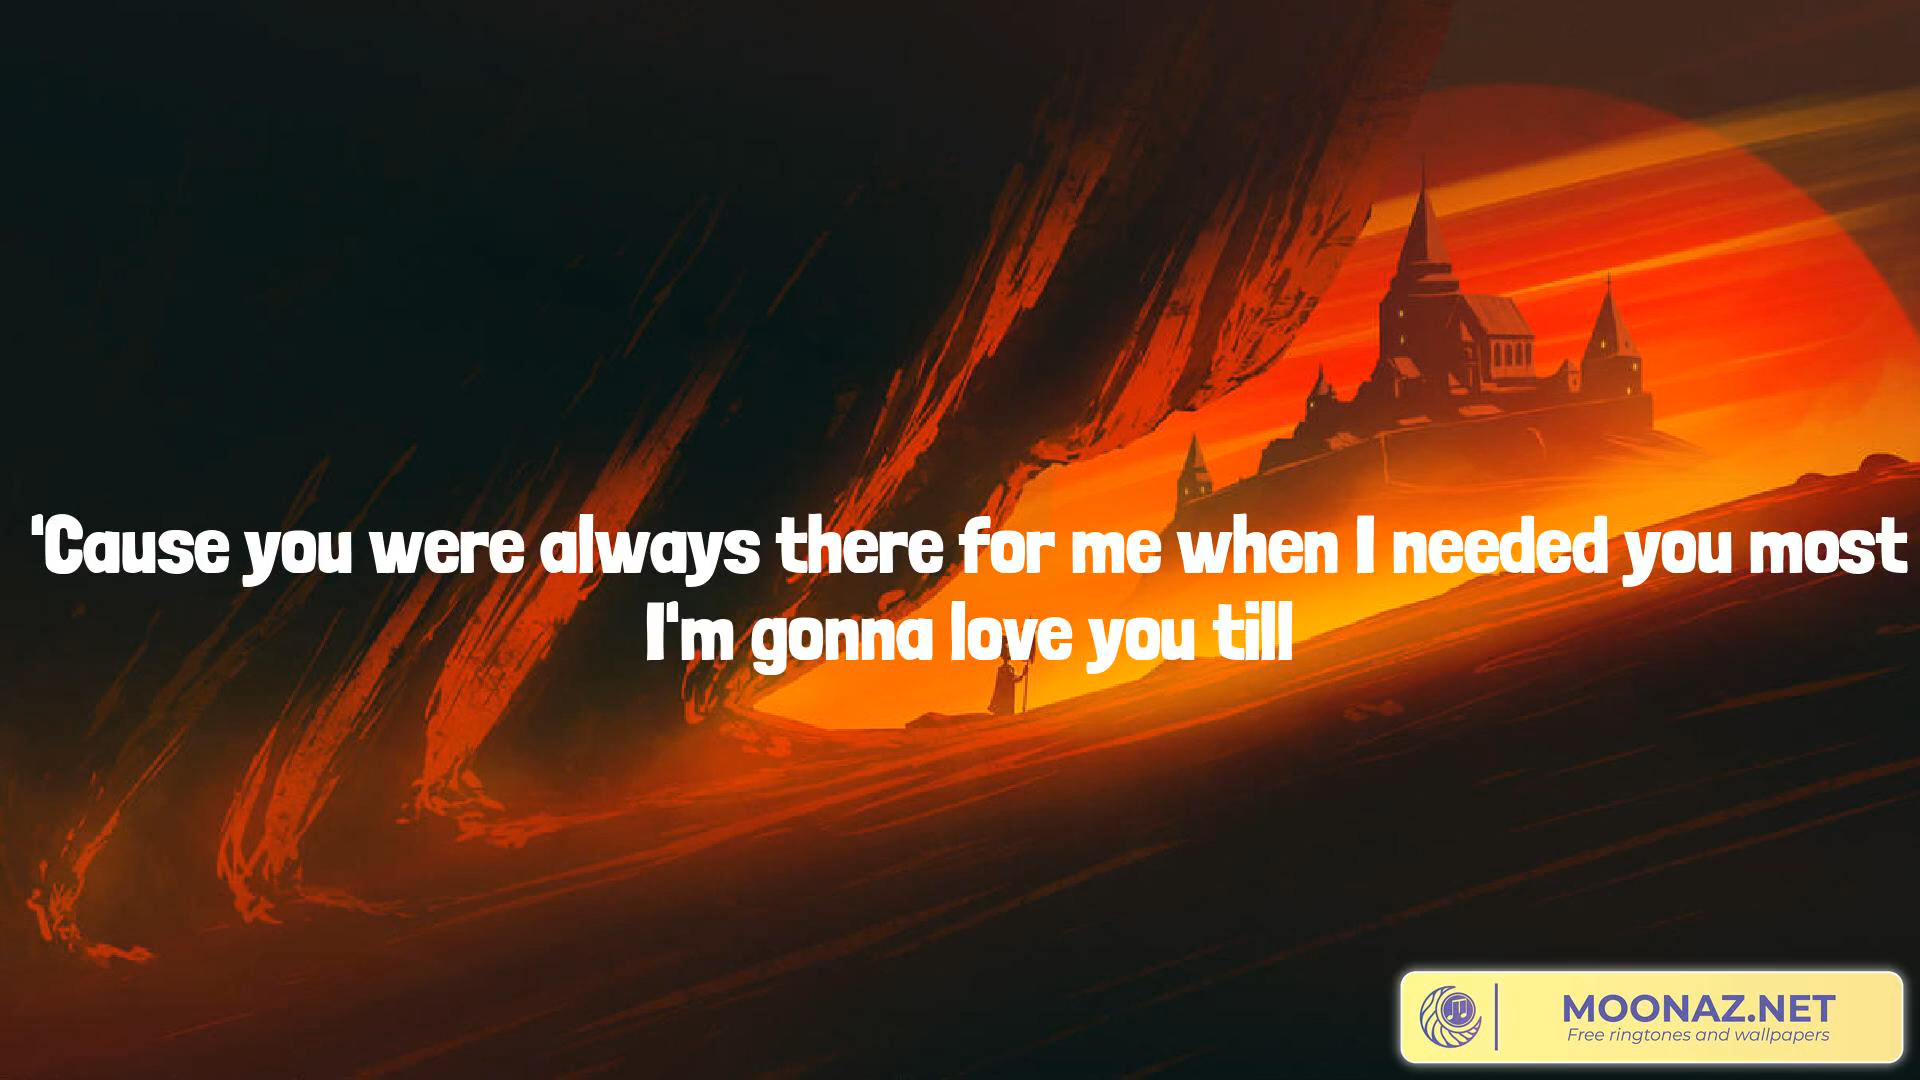 'Cause you were always there for me when I needed you most
I'm gonna love you till
MOONAZ.NET
Free ringtones and wallpapers